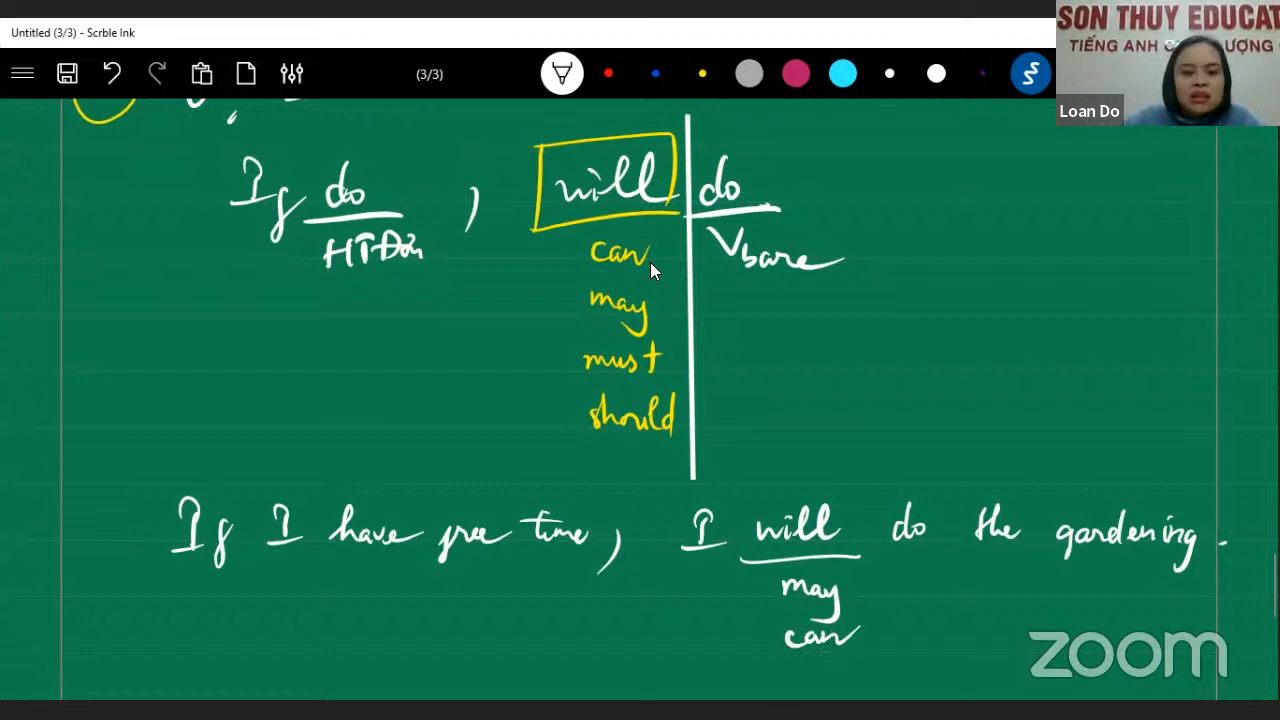 Untitled (3/3) - Scrble Ink
(3/3)
SON THUY EDUCAT
TIẾNG ANH
Loan Do
If do , will do
HTĐơn
Vbare
can
may
must
should
If I have free time, I will do the gardening.
may
can
zoom